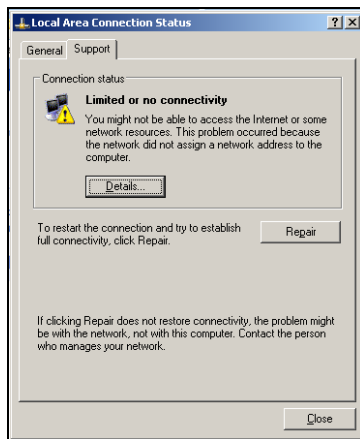 Local Area Connection Status
General Support
Connection status
Limited or no connectivity
You might not be able to access the Internet or some
network resources. This problem occurred because
the network did not assign a network address to the
computer.
Details...
To restart the connection and try to establish
full connectivity, click Repair.
Repair
If clicking Repair does not restore connectivity, the problem might
be with the network, not with this computer. Contact the person
who manages your network.
Close